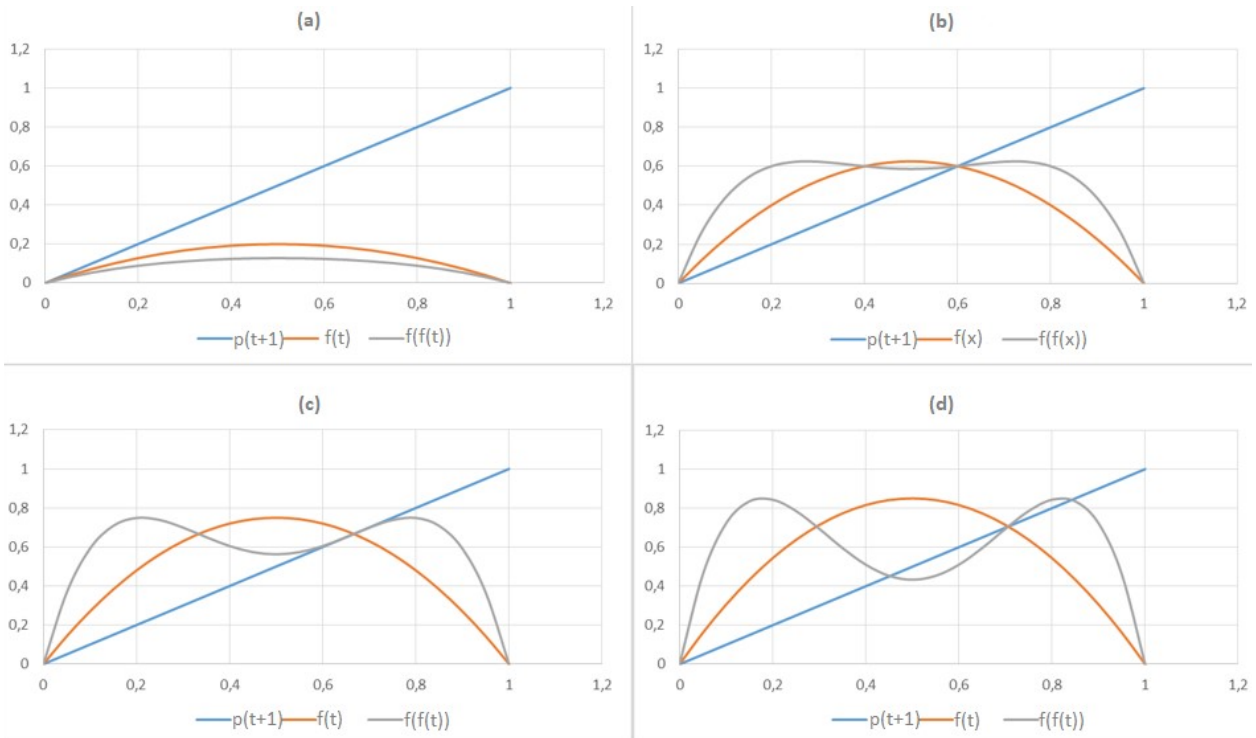 (a)
1,2
1
0,8
0,6
0,4
0,2
0
0 0,2 0,4 0,6 0,8 1 1,2
p(t+1) f(t) f(f(t))
(b)
1,2
1
0,8
0,6
0,4
0,2
0
0 0,2 0,4 0,6 0,8 1 1,2
p(t+1) f(x) f(f(x))
(c)
1,2
1
0,8
0,6
0,4
0,2
0
0 0,2 0,4 0,6 0,8 1 1,2
p(t+1) f(t) f(f(t))
(d)
1,2
1
0,8
0,6
0,4
0,2
0
0 0,2 0,4 0,6 0,8 1 1,2
p(t+1) f(t) f(f(t))